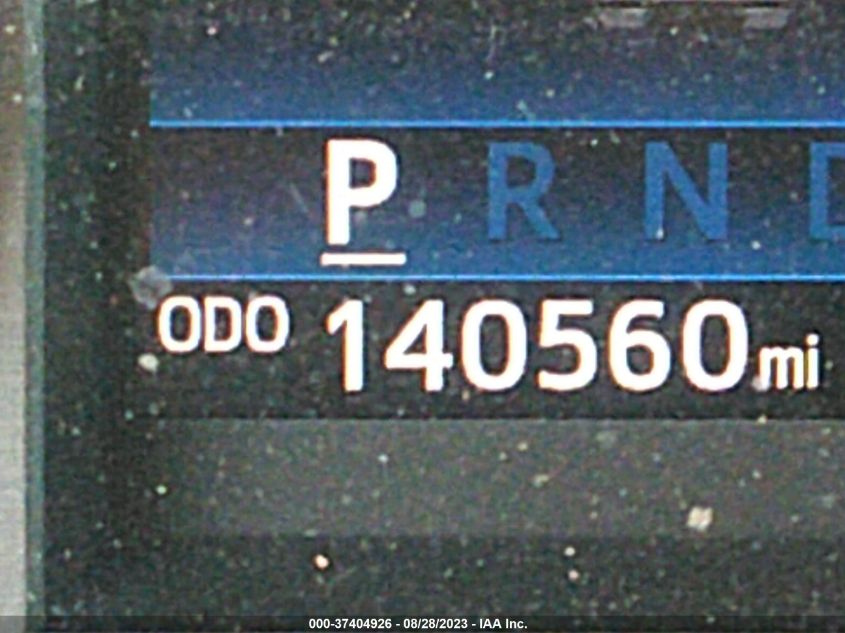 P R N D
ODO 140560 mi
000-37404926 - 08/28/2023 - IAA Inc.